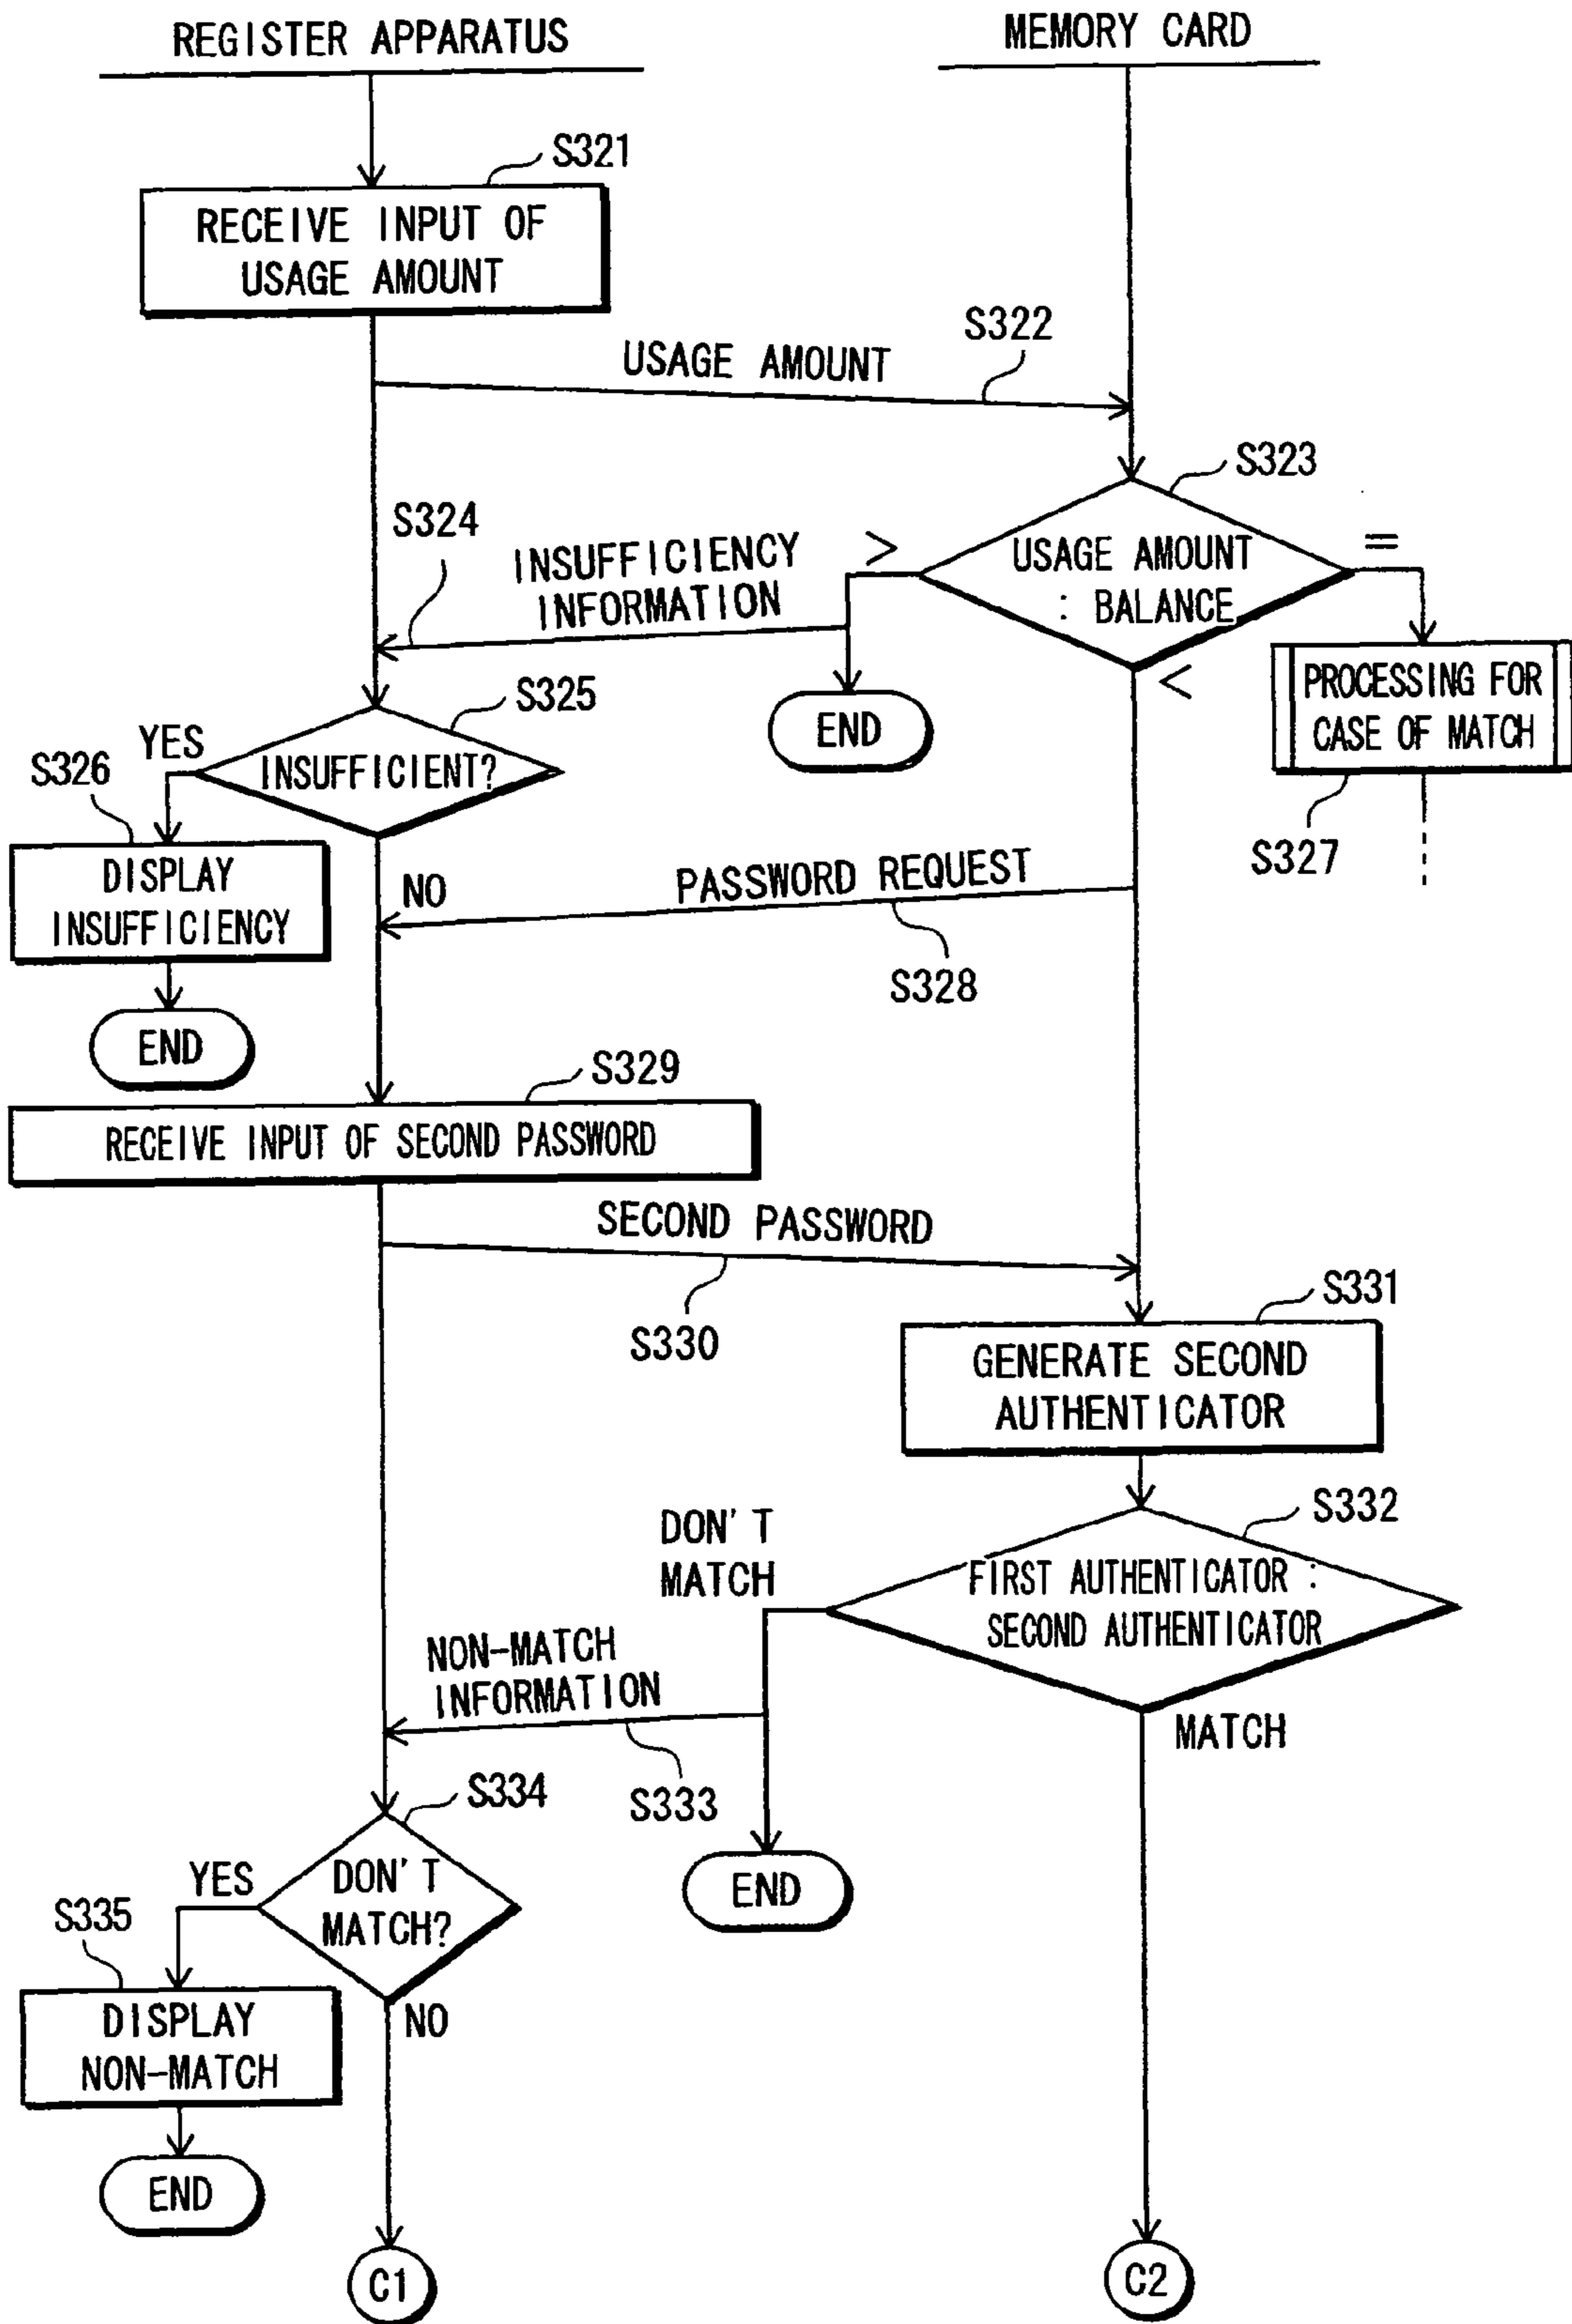 REGISTER APPARATUS
MEMORY CARD
S321
RECEIVE INPUT OF
USAGE AMOUNT
S322
USAGE AMOUNT
S323
S324
INSUFFICIENCY
INFORMATION
>
USAGE AMOUNT
: BALANCE
=
<
S325
END
PROCESSING FOR
CASE OF MATCH
YES
S326
INSUFFICIENT?
S327
DISPLAY
INSUFFICIENCY
NO
PASSWORD REQUEST
S328
END
S329
RECEIVE INPUT OF SECOND PASSWORD
SECOND PASSWORD
S330
S331
GENERATE SECOND
AUTHENTICATOR
S332
DON'T
MATCH
FIRST AUTHENTICATOR :
SECOND AUTHENTICATOR
NON-MATCH
INFORMATION
MATCH
S333
S334
YES
DON'T
MATCH?
END
S335
DISPLAY
NON-MATCH
NO
END
C1
C2